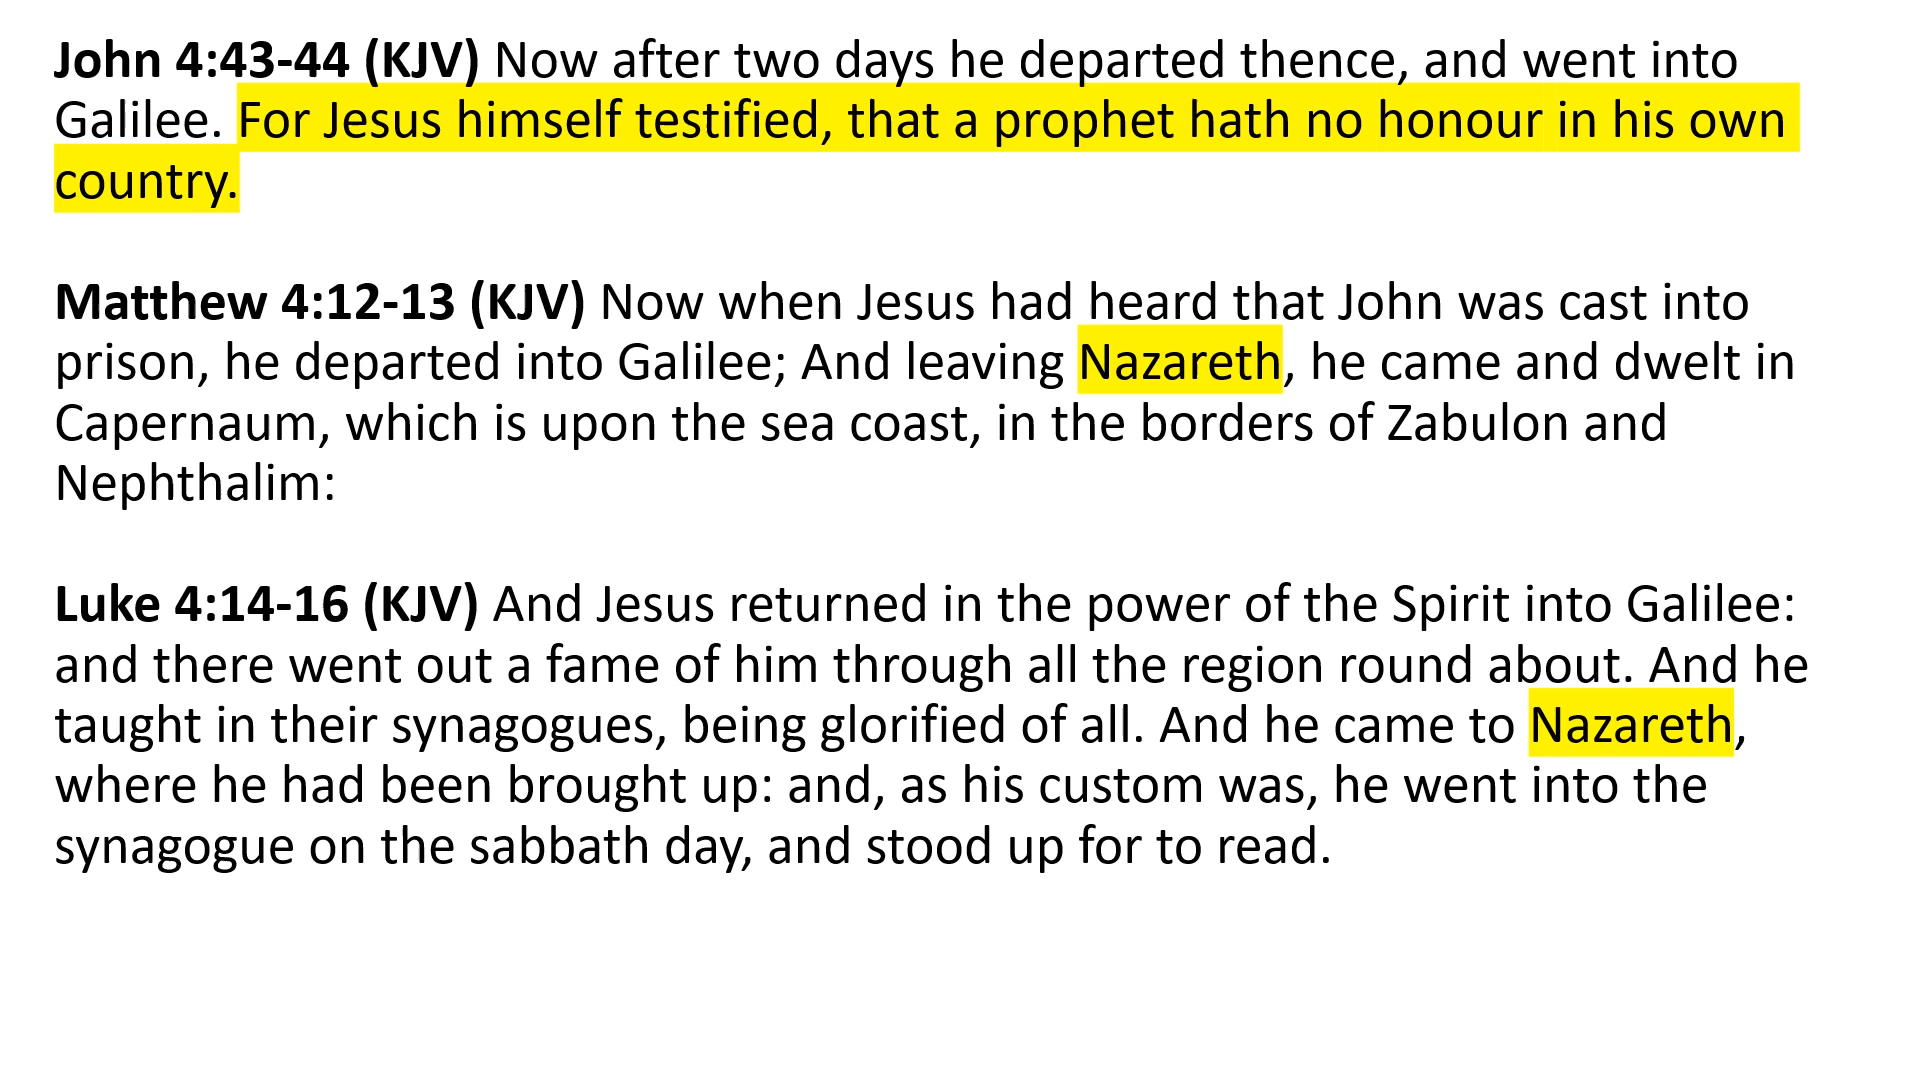 John 4:43-44 (KJV) Now after two days he departed thence, and went into
Galilee. For Jesus himself testified, that a prophet hath no honour in his own
country.
Matthew 4:12-13 (KJV) Now when Jesus had heard that John was cast into
prison, he departed into Galilee; And leaving Nazareth, he came and dwelt in
Capernaum, which is upon the sea coast, in the borders of Zabulon and
Nephthalim:
Luke 4:14-16 (KJV) And Jesus returned in the power of the Spirit into Galilee:
and there went out a fame of him through all the region round about. And he
taught in their synagogues, being glorified of all. And he came to Nazareth,
where he had been brought up: and, as his custom was, he went into the
synagogue on the sabbath day, and stood up for to read.